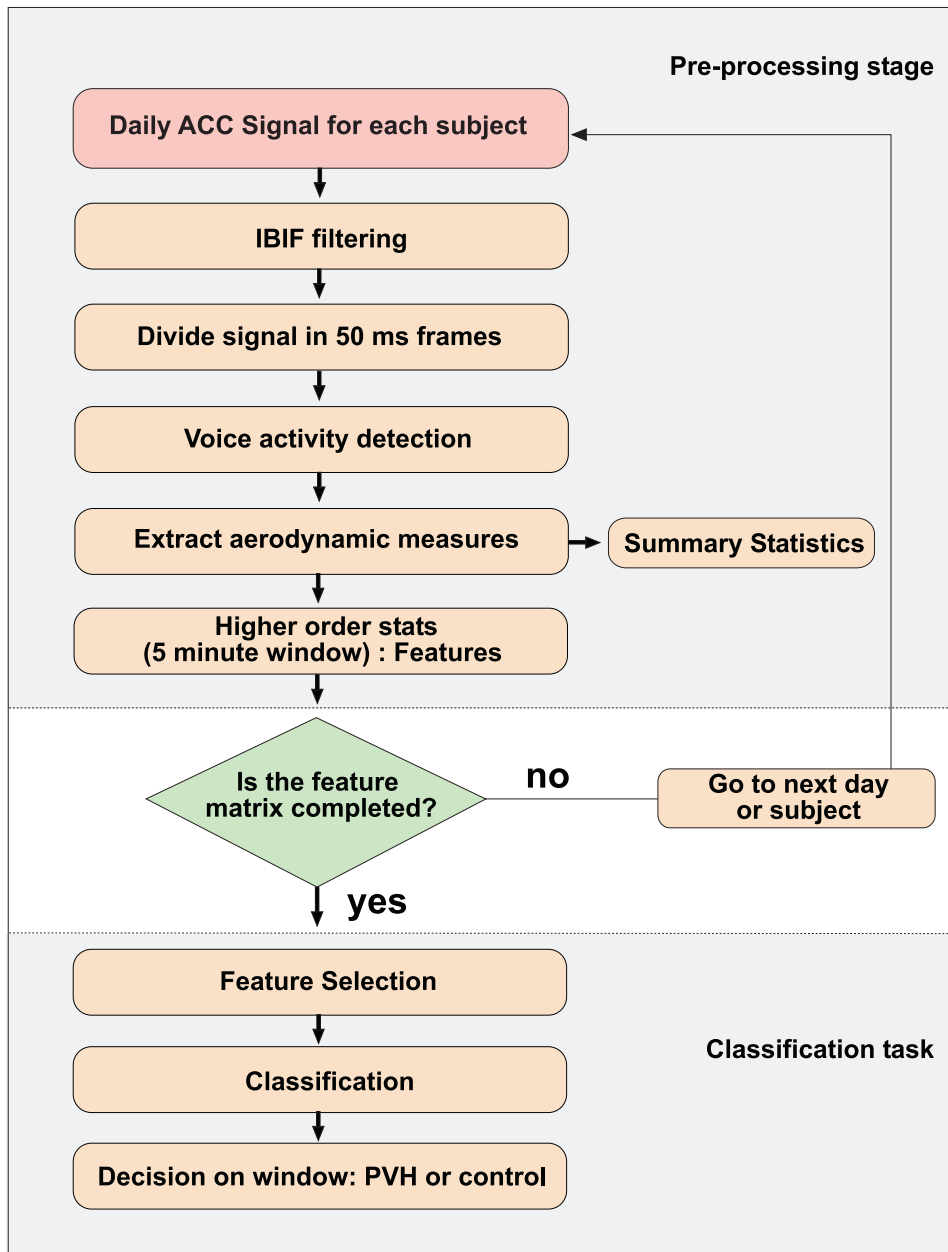 Pre-processing stage
Daily ACC Signal for each subject
IBIF filtering
Divide signal in 50 ms frames
Voice activity detection
Extract aerodynamic measures
Summary Statistics
Higher order stats
(5 minute window) : Features
Is the feature
matrix completed?
no
Go to next day
or subject
yes
Feature Selection
Classification task
Classification
Decision on window: PVH or control